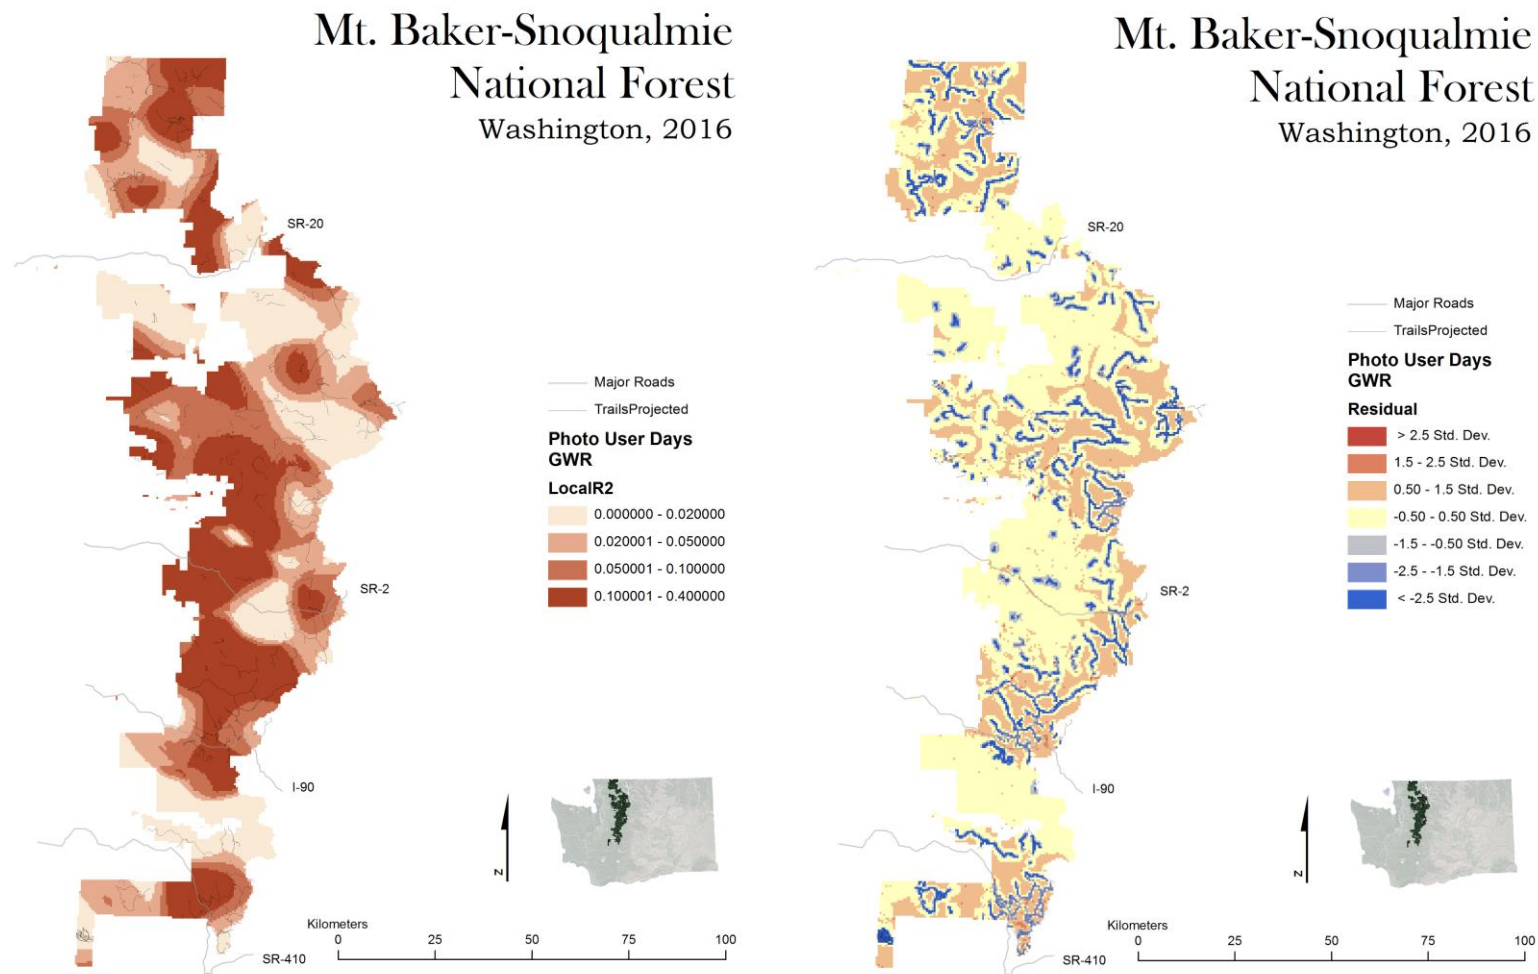 Mt. Baker-Snoqualmie
National Forest
Washington, 2016
SR-20
Major Roads
TrailsProjected
Photo User Days
GWR
LocalR2
0.000000 - 0.020000
0.020001 - 0.050000
0.050001 - 0.100000
0.100001 - 0.400000
SR-2
I-90
N
Kilometers
0 25 50 75 100
SR-410
Mt. Baker-Snoqualmie
National Forest
Washington, 2016
SR-20
Major Roads
TrailsProjected
Photo User Days
GWR
Residual
> 2.5 Std. Dev.
1.5 - 2.5 Std. Dev.
0.50 - 1.5 Std. Dev.
-0.50 - 0.50 Std. Dev.
-1.5 - -0.50 Std. Dev.
-2.5 - -1.5 Std. Dev.
< -2.5 Std. Dev.
SR-2
I-90
N
Kilometers
0 25 50 75 100
SR-410